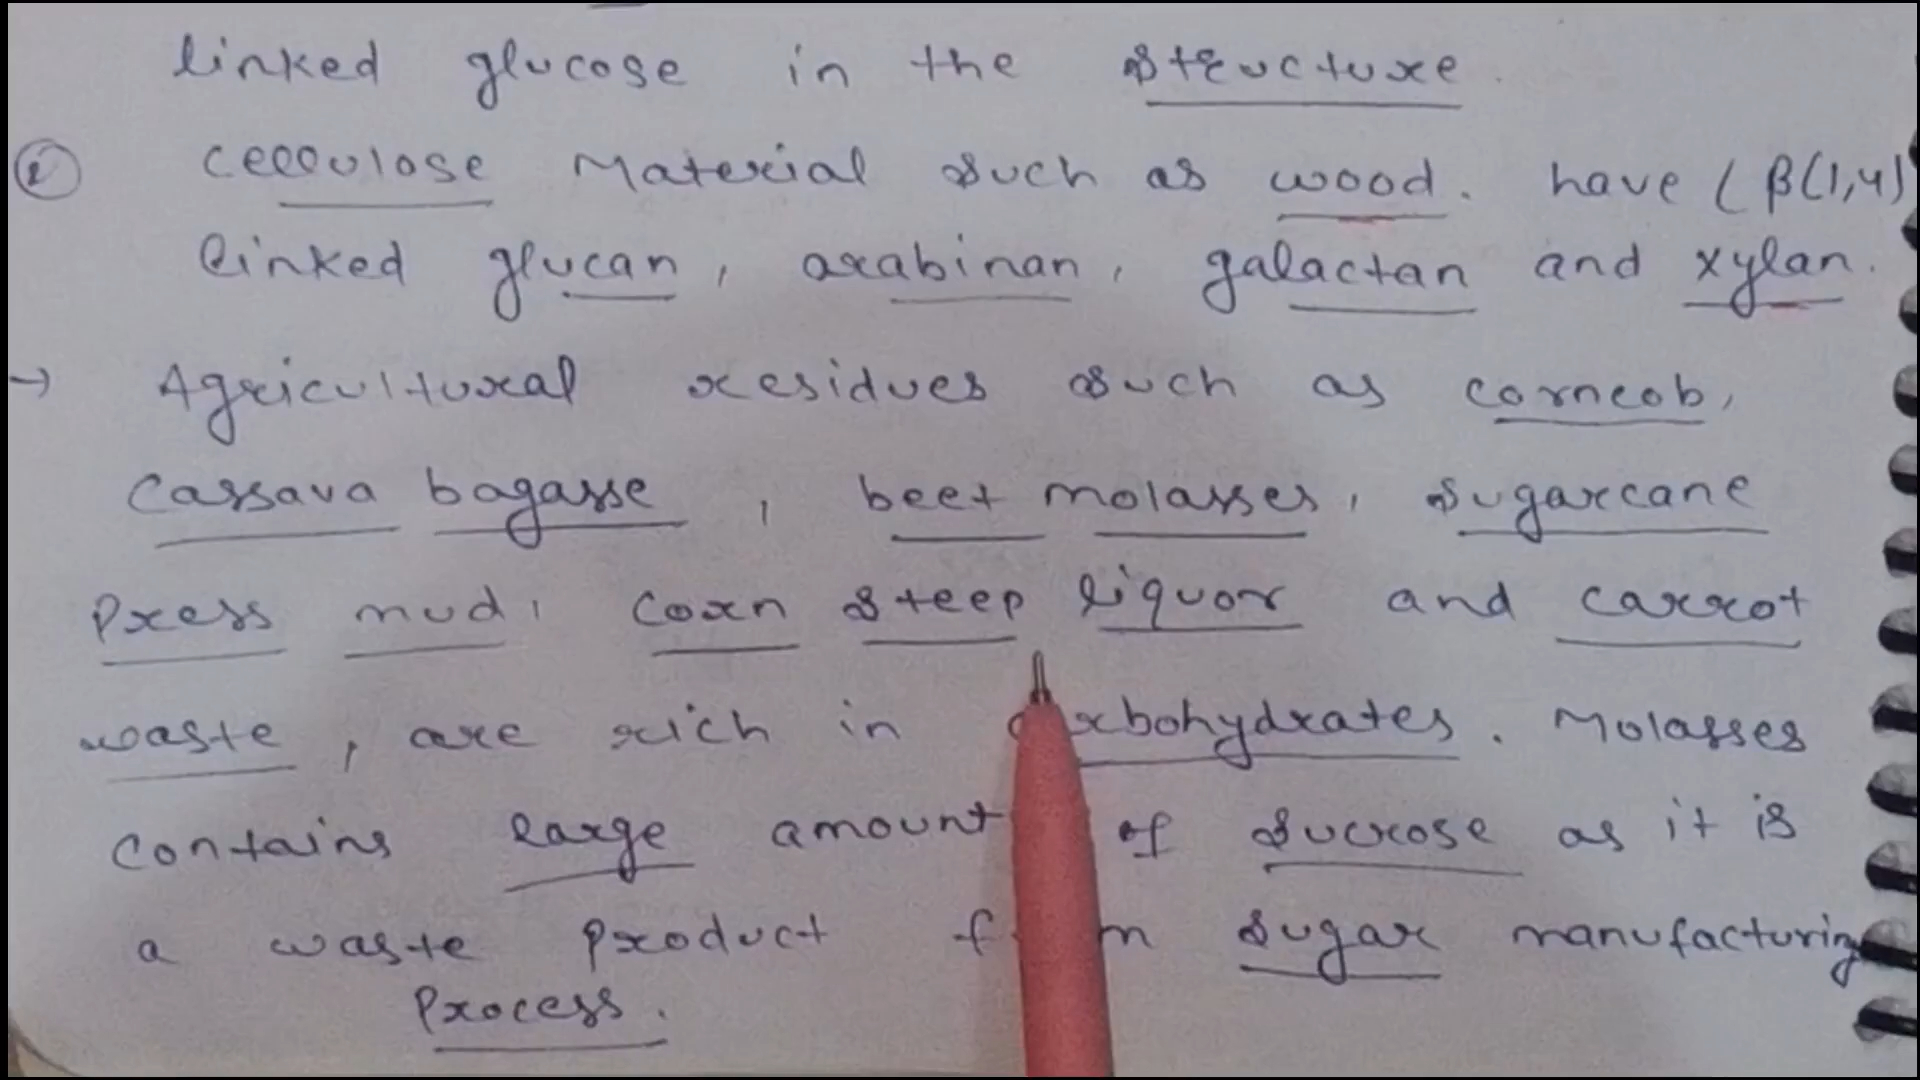 linked glucose in the structure.
② cellulose Material such as wood. have (β(1,4)
linked glucan, arabinan, galactan and xylan.
→ Agricultural residues such as corncob,
Cassava bagasse, beet molasses, sugarcane
Press mud, corn steep liquor and carrot
waste, are rich in carbohydrates. Molasses
contains large amount of sucrose as it is
a waste product from sugar manufacturing
Process.